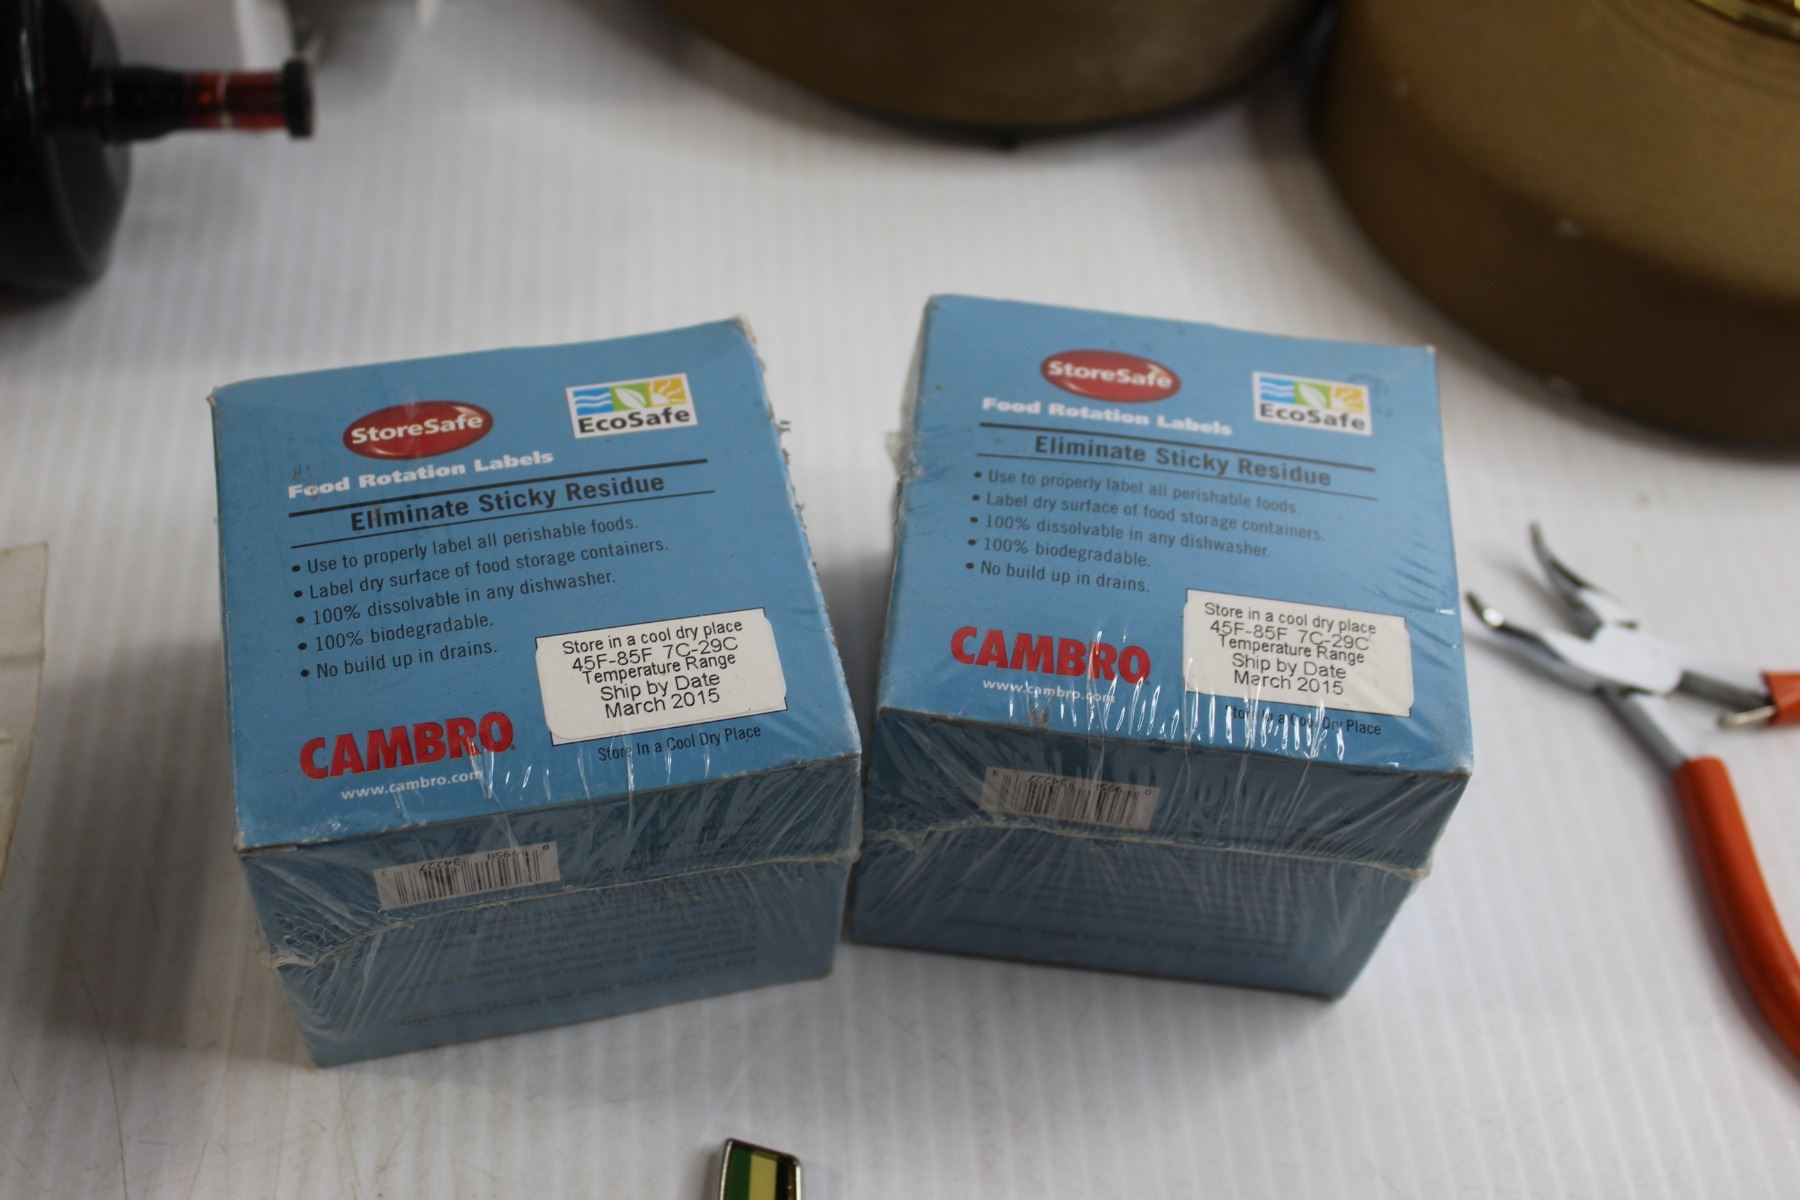 StoreSafe
EcoSafe
Food Rotation Labels
Eliminate Sticky Residue
• Use to properly label all perishable foods.
• Label dry surface of food storage containers.
• 100% dissolvable in any dishwasher.
• 100% biodegradable.
• No build up in drains.
Store in a cool dry place
45F-85F 7C-29C
Temperature Range
Ship by Date
March 2015
CAMBRO
www.cambro.com
Store In a Cool Dry Place
StoreSafe
EcoSafe
Food Rotation Labels
Eliminate Sticky Residue
• Use to properly label all perishable foods.
• Label dry surface of food storage containers.
• 100% dissolvable in any dishwasher.
• 100% biodegradable.
• No build up in drains.
Store in a cool dry place
45F-85F 7C-29C
Temperature Range
Ship by Date
March 2015
CAMBRO
www.cambro.com
Store In a Cool Dry Place